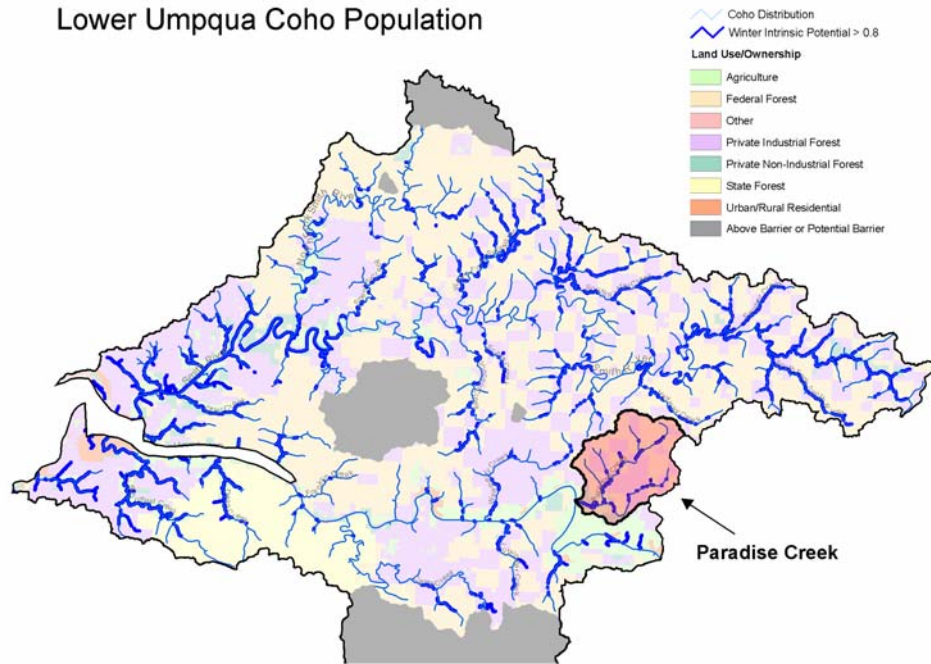 Lower Umpqua Coho Population
Coho Distribution
Winter Intrinsic Potential > 0.8
Land Use/Ownership
Agriculture
Federal Forest
Other
Private Industrial Forest
Private Non-Industrial Forest
State Forest
Urban/Rural Residential
Above Barrier or Potential Barrier
Paradise Creek